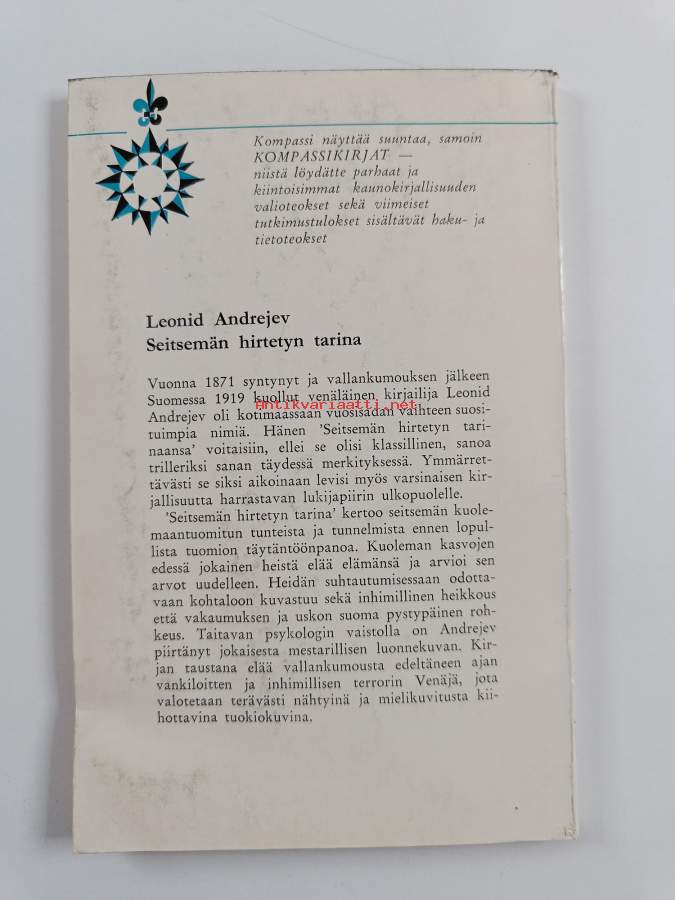 Kompassi näyttää suuntaa, samoin
KOMPASSIKIRJAT —
niistä löydätte parhaat ja
kiintoisimmat kaunokirjallisuuden
valioteokset sekä viimeiset
tutkimustulokset sisältävät haku- ja
tietoteokset
Leonid Andrejev
Seitsemän hirtetyn tarina
Vuonna 1871 syntynyt ja vallankumouksen jälkeen
Suomessa 1919 kuollut venäläinen kirjailija Leonid
Antikvariaatti.net
Andrejev oli kotimaassaan vuosisadan vaihteen suosi-
tuimpia nimiä. Hänen 'Seitsemän hirtetyn tari-
naansa' voitaisiin, ellei se olisi klassillinen, sanoa
trilleriksi sanan täydessä merkityksessä. Ymmärret-
tävästi se siksi aikoinaan levisi myös varsinaisen kir-
jallisuutta harrastavan lukijapiirin ulkopuolelle.
'Seitsemän hirtetyn tarina' kertoo seitsemän kuole-
maantuomitun tunteista ja tunnelmista ennen lopul-
lista tuomion täytäntöönpanoa. Kuoleman kasvojen
edessä jokainen heistä elää elämänsä ja arvioi sen
arvot uudelleen. Heidän suhtautumisessaan odotta-
vaan kohtaloon kuvastuu sekä inhimillinen heikkous
että vakaumuksen ja uskon suoma pystypäinen roh-
keus. Taitavan psykologin vaistolla on Andrejev
piirtänyt jokaisesta mestarillisen luonnekuvan. Kir-
jan taustana elää vallankumousta edeltäneen ajan
vankiloitten ja inhimillisen terrorin Venäjä, jota
valotetaan terävästi nähtyinä ja mielikuvitusta kii-
hottavina tuokiokuvina.